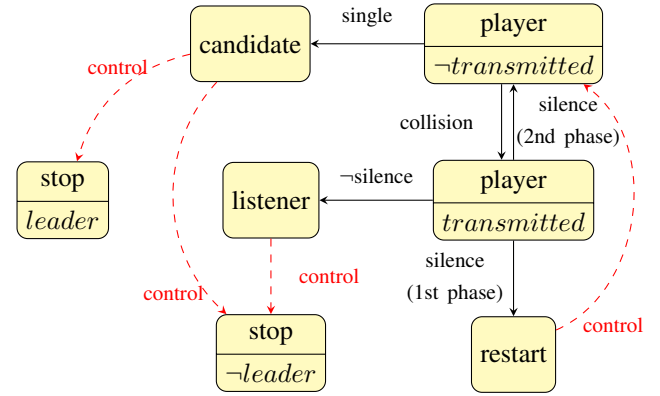 single
candidate
player
¬transmitted
control
collision
silence
(2nd phase)
stop
leader
¬silence
listener
player
transmitted
silence
(1st phase)
control
control
control
stop
¬leader
restart